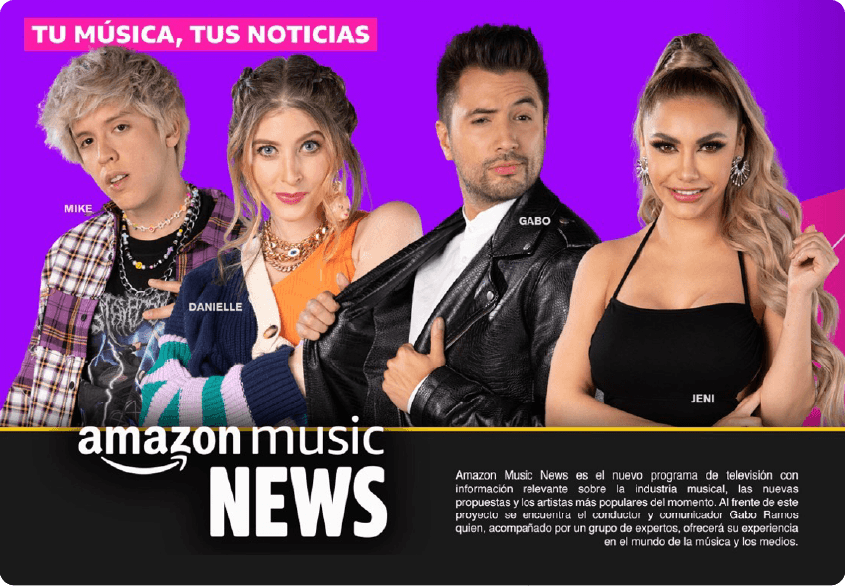 TU MÚSICA, TUS NOTICIAS
MIKE
GABO
DANIELLE
JENI
amazon music
NEWS
Amazon Music News es el nuevo programa de televisión con
información relevante sobre la industria musical, las nuevas
propuestas y los artistas más populares del momento. Al frente de este
proyecto se encuentra el conductor y comunicador Gabo Ramos
quien, acompañado por un grupo de expertos, ofrecerá su experiencia
en el mundo de la música y los medios.